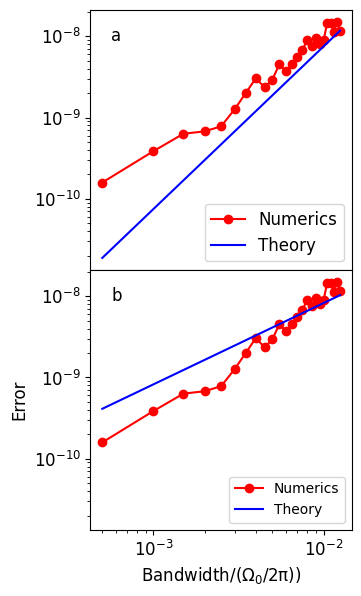 a
10⁻⁸
10⁻⁹
10⁻¹⁰
Numerics
Theory
b
10⁻⁸
10⁻⁹
10⁻¹⁰
Error
Numerics
Theory
10⁻³ 10⁻²
Bandwidth/(Ω₀/2π))